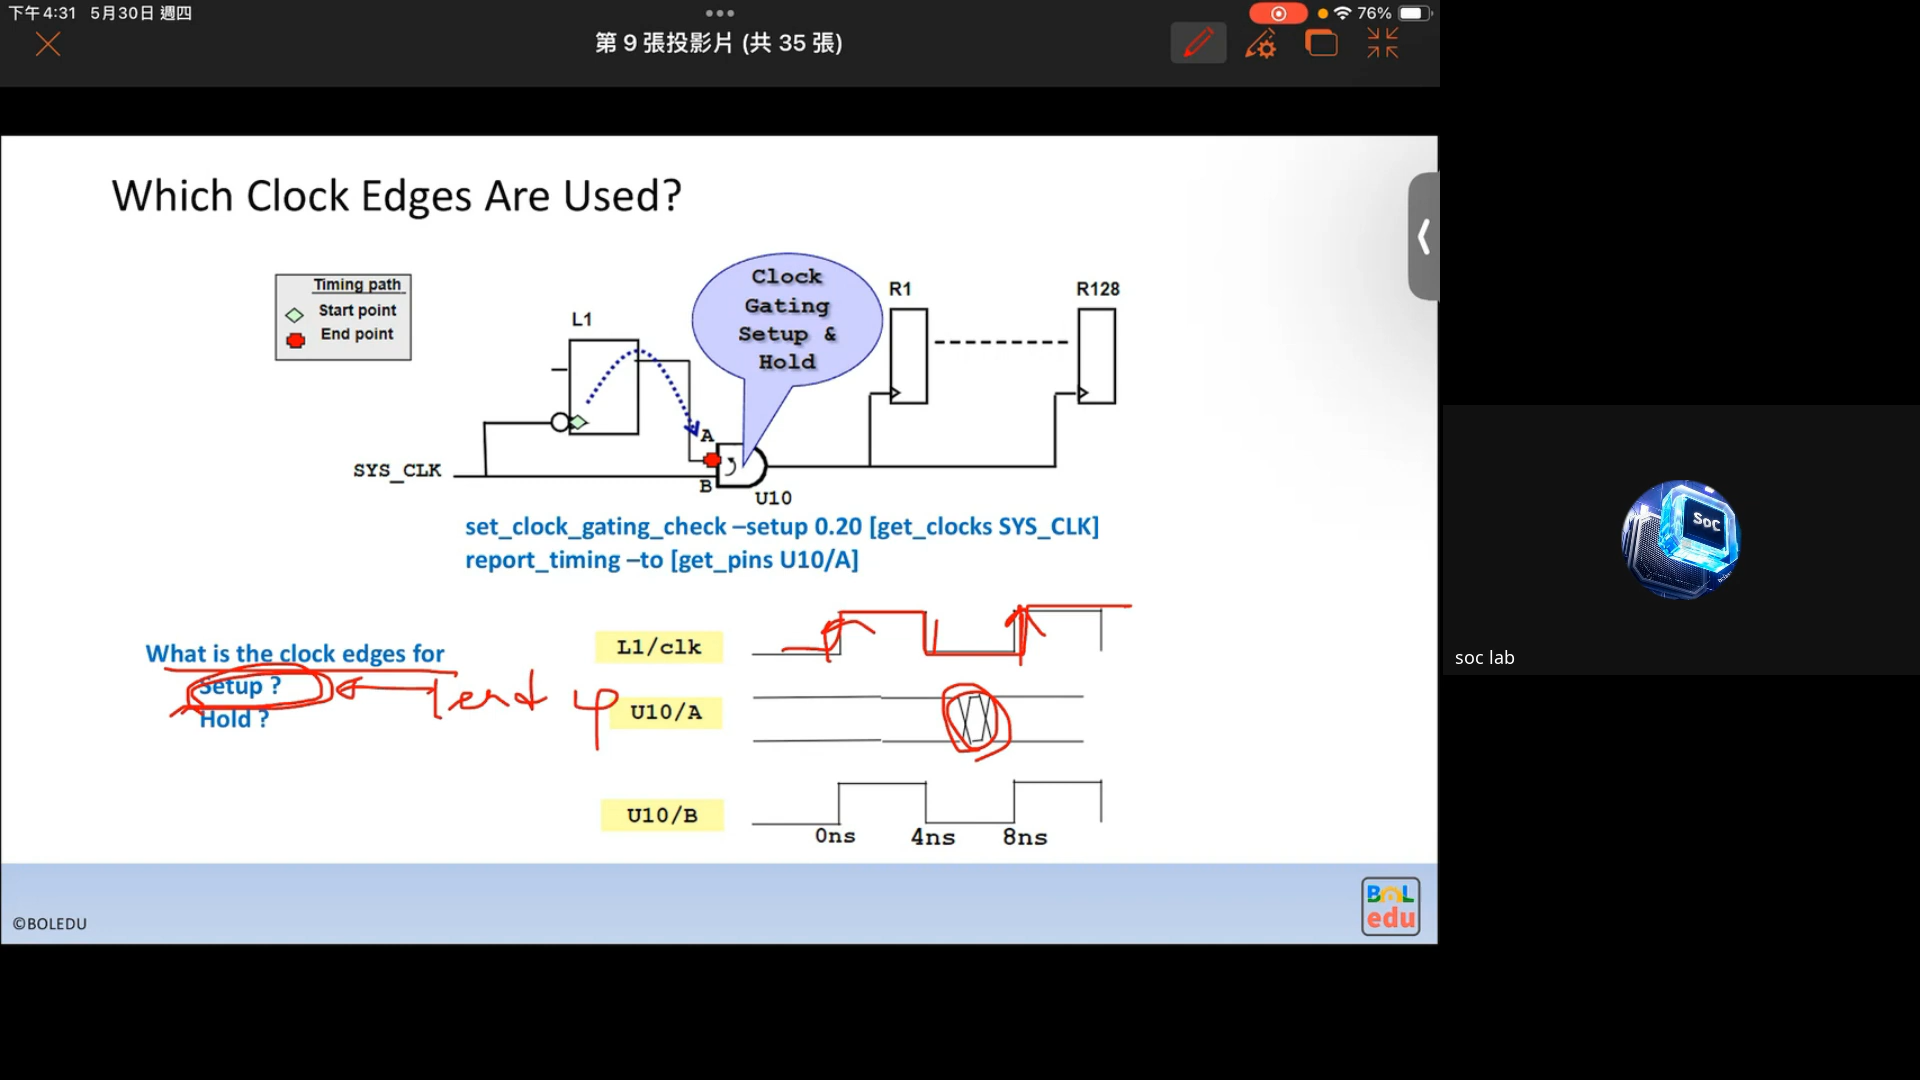 下午4:31 5月30日 週四
76%
第 9 張投影片 (共 35 張)
Which Clock Edges Are Used?
Timing path
Start point
End point
Clock
Gating
Setup &
Hold
L1
R1
R128
A
SYS_CLK
B
U10
set_clock_gating_check –setup 0.20 [get_clocks SYS_CLK]
report_timing –to [get_pins U10/A]
What is the clock edges for
Setup ?
Hold ?
L1/clk
U10/A
U10/B
0ns 4ns 8ns
©BOLEDU
BOL
edu
SoC
soc lab